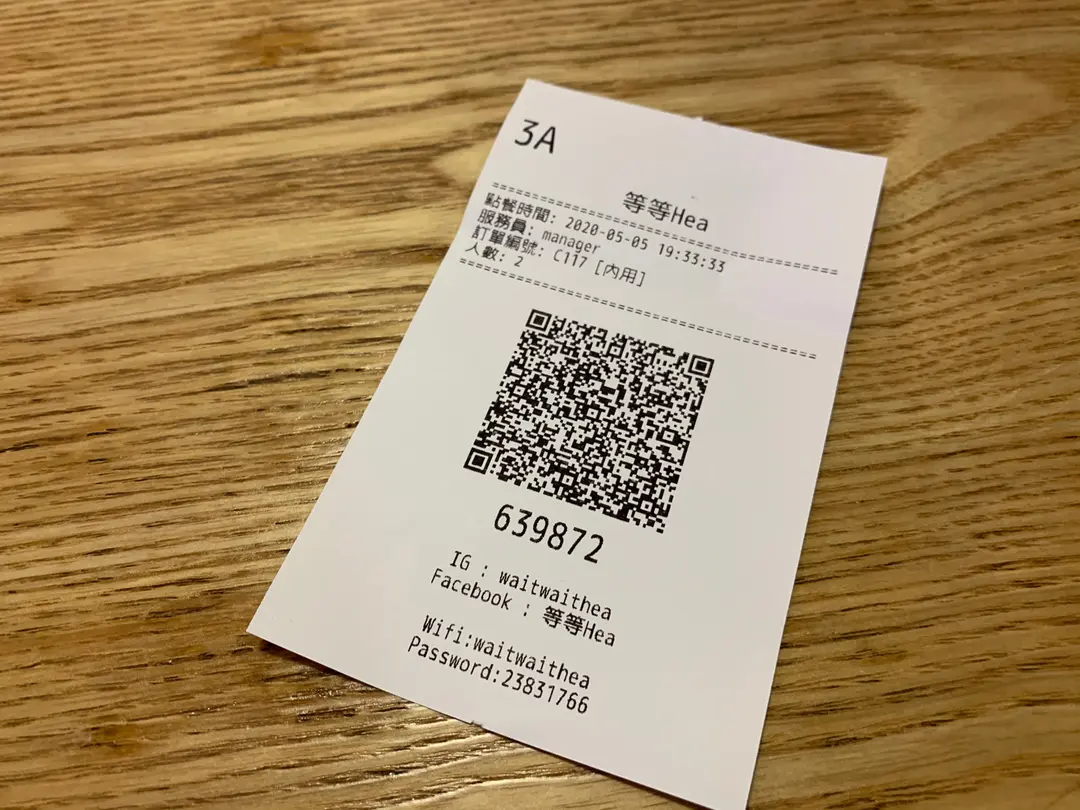 3A
等等Hea
================================================
點餐時間: 2020-05-05 19:33:33
服務員: manager
訂單編號: C117 [內用]
人數: 2
================================================
639872
IG : waitwaithea
Facebook : 等等Hea
Wifi:waitwaithea
Password:23831766